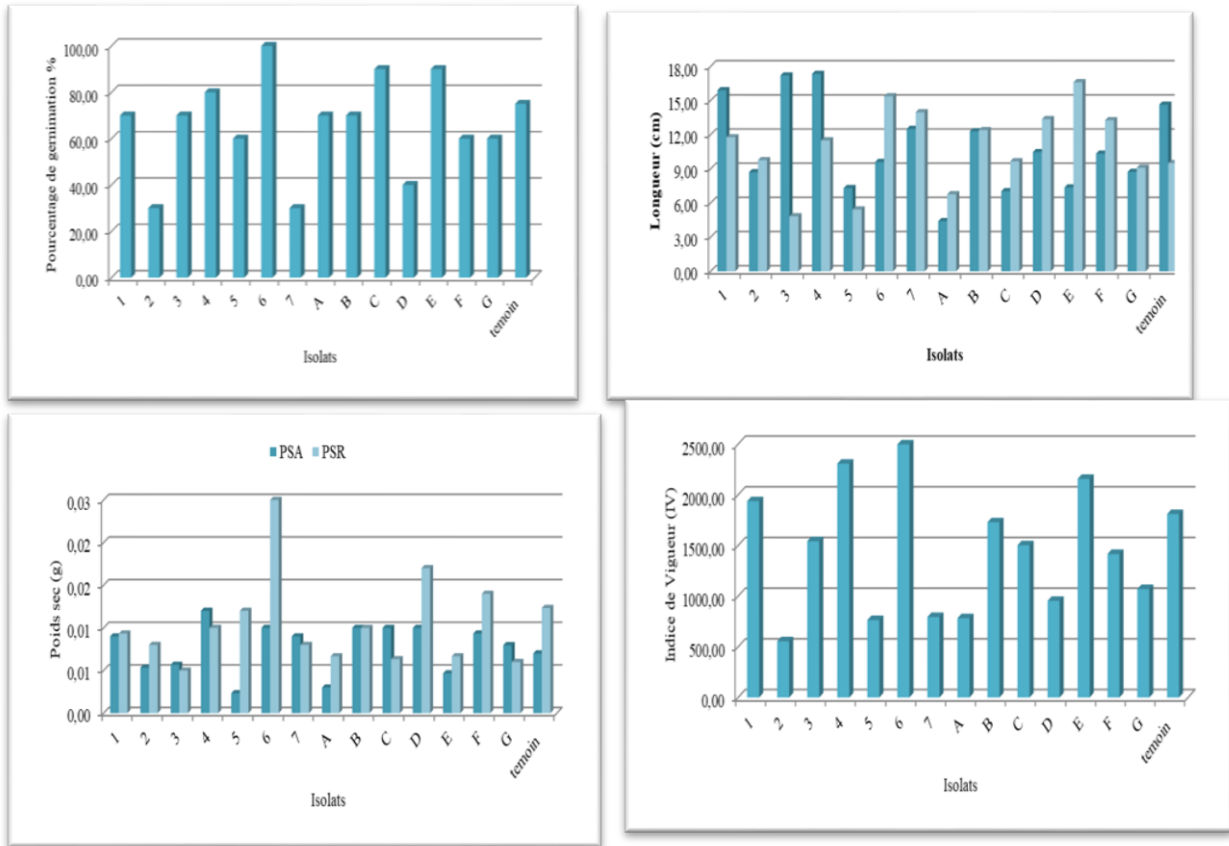 Pourcentage de gernimation %
100,00
80,00
60,00
40,00
20,00
0,00
1 2 3 4 5 6 7 A B C D E F G temoin
Isolats
Longueur (cm)
18,00
15,00
12,00
9,00
6,00
3,00
0,00
1 2 3 4 5 6 7 A B C D E F G temoin
Isolats
PSA PSR
Poids sec (g)
0,03
0,02
0,02
0,01
0,01
0,00
1 2 3 4 5 6 7 A B C D E F G temoin
Isolats
Indice de Vigueur (IV)
2500,00
2000,00
1500,00
1000,00
500,00
0,00
1 2 3 4 5 6 7 A B C D E F G temoin
Isolats